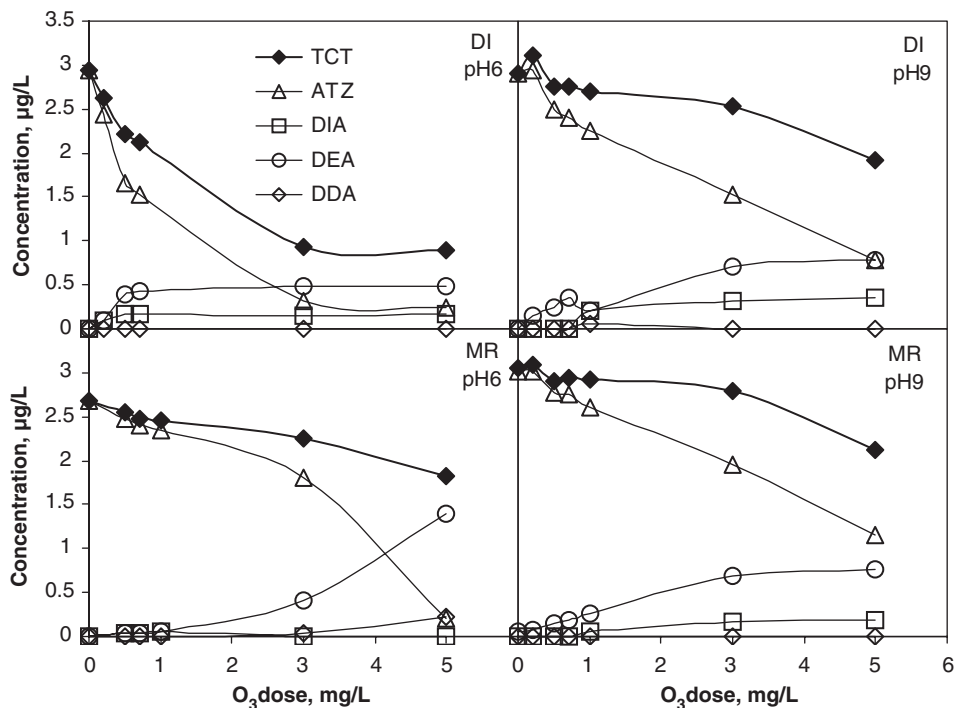 3.5
3
2.5
2
1.5
1
0.5
0
Concentration, µg/L
TCT
ATZ
DIA
DEA
DDA
DI
pH6
DI
pH9
3
2.5
2
1.5
1
0.5
0
Concentration, µg/L
MR
pH6
MR
pH9
0 1 2 3 4 5
0 1 2 3 4 5 6
O₃dose, mg/L
O₃dose, mg/L